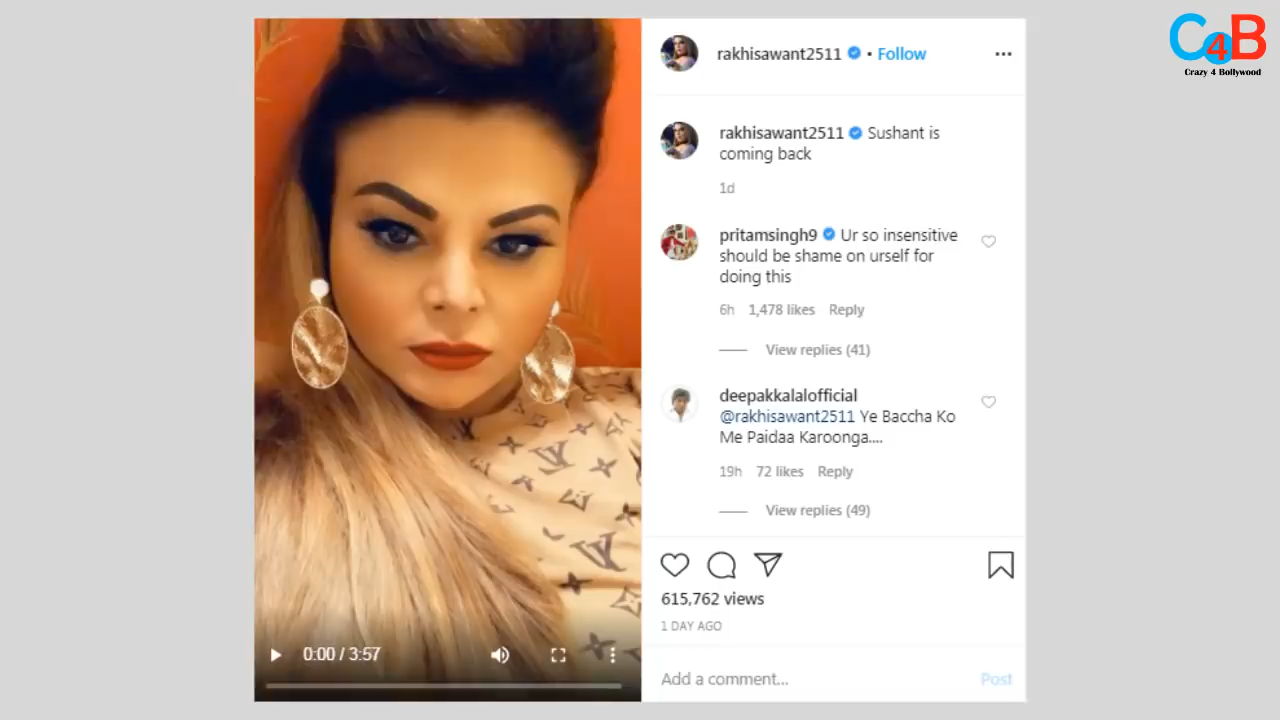 C4B
Crazy 4 Bollywood
rakhisawant2511 • Follow
rakhisawant2511 Sushant is
coming back
1d
pritamsingh9 Ur so insensitive
should be shame on urself for
doing this
6h 1,478 likes Reply
View replies (41)
deepakkalalofficial
@rakhisawant2511 Ye Baccha Ko
Me Paidaa Karoonga....
19h 72 likes Reply
View replies (49)
615,762 views
1 DAY AGO
0:00 / 3:57
Add a comment... Post